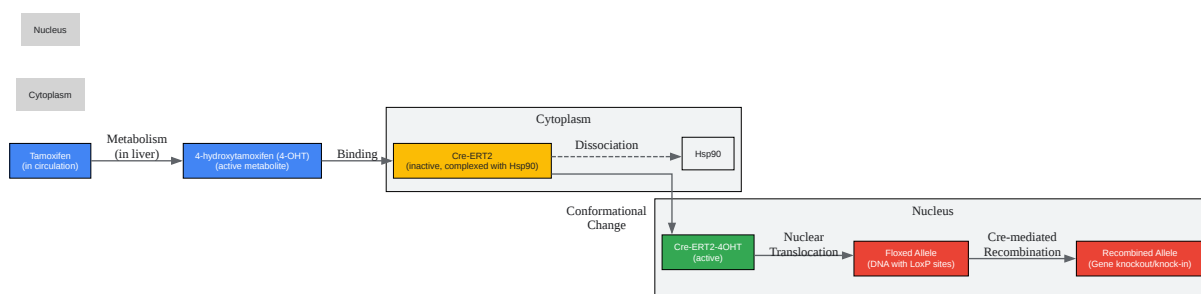 Nucleus
Cytoplasm
Cytoplasm
Tamoxifen
(in circulation)
Metabolism
(in liver)
4-hydroxytamoxifen (4-OHT)
(active metabolite)
Binding
Cre-ERT2
(inactive, complexed with Hsp90)
Dissociation
Hsp90
Conformational
Change
Nucleus
Cre-ERT2-4OHT
(active)
Nuclear
Translocation
Floxed Allele
(DNA with LoxP sites)
Cre-mediated
Recombination
Recombined Allele
(Gene knockout/knock-in)